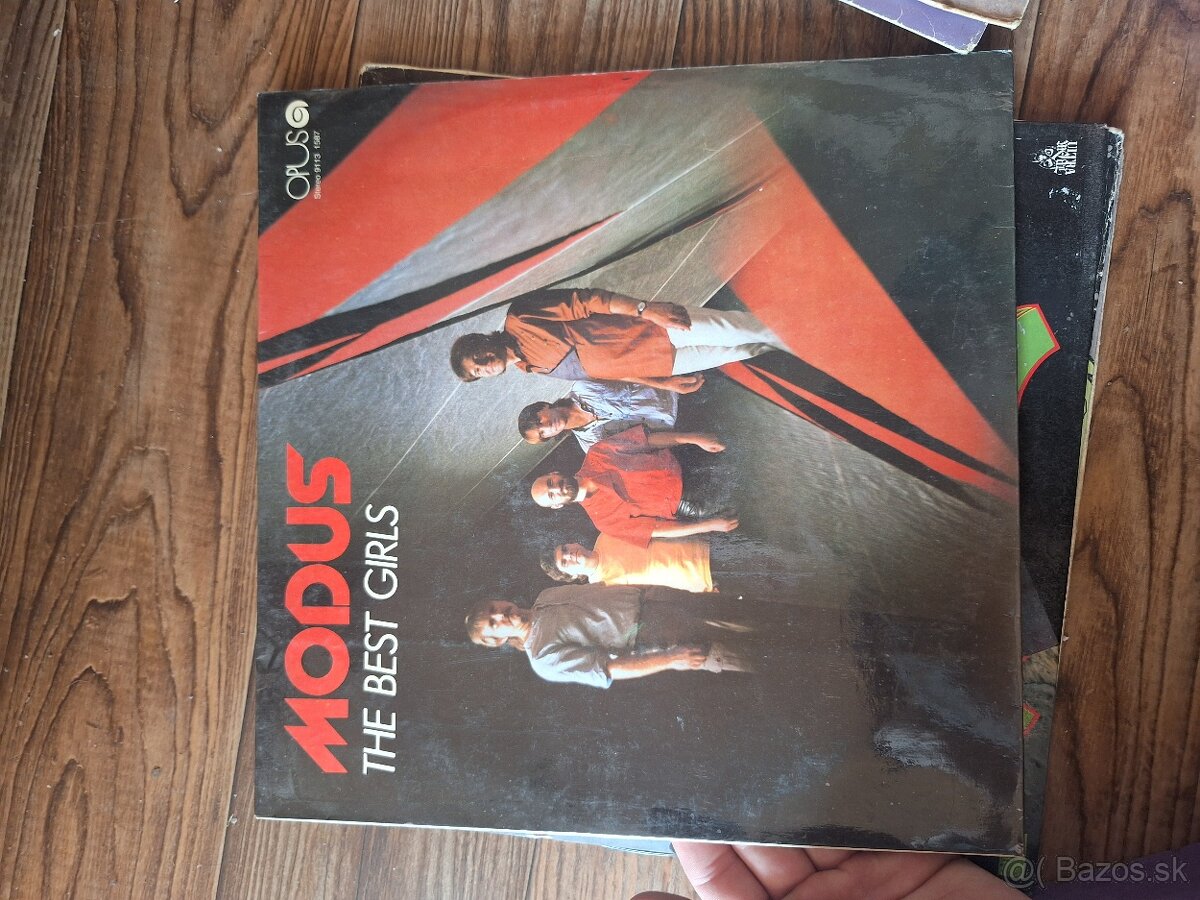 MODUS
THE BEST GIRLS
OPUS
Stereo 9113 1587
@( Bazos.sk